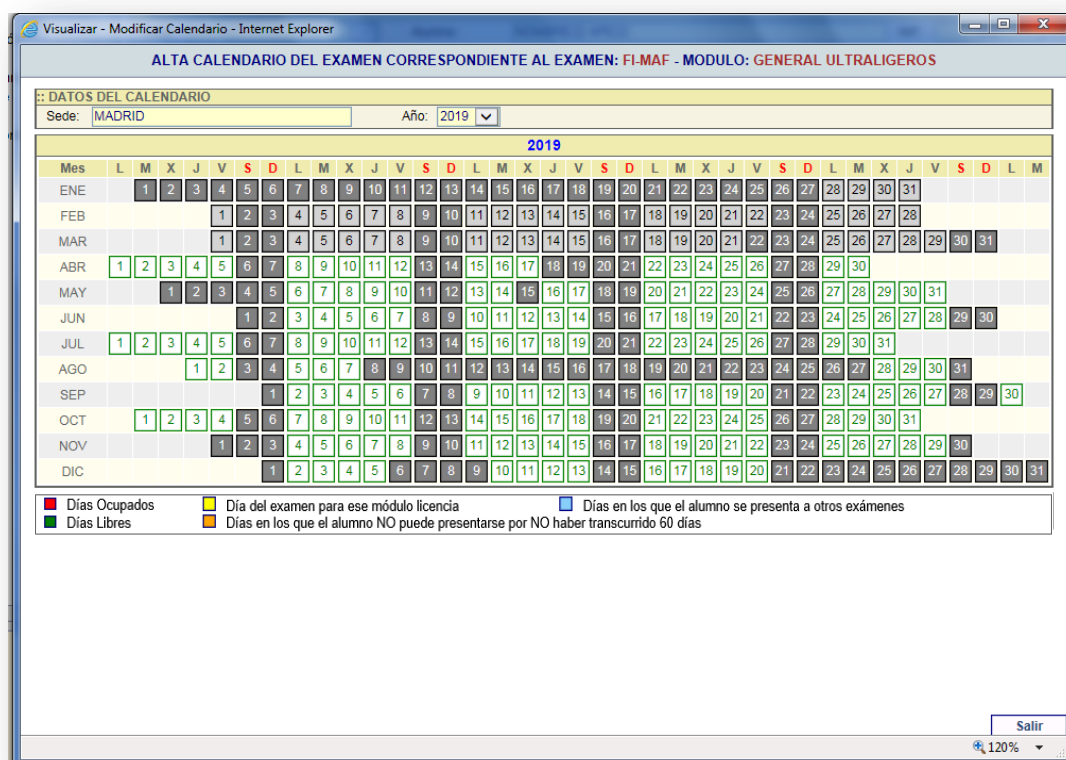 Visualizar - Modificar Calendario - Internet Explorer
ALTA CALENDARIO DEL EXAMEN CORRESPONDIENTE AL EXAMEN: FI-MAF - MODULO: GENERAL ULTRALIGEROS
:: DATOS DEL CALENDARIO
Sede: MADRID Año: 2019
2019
Mes L M X J V S D L M X J V S D L M X J V S D L M X J V S D L M X J V S D L M
ENE 1 2 3 4 5 6 7 8 9 10 11 12 13 14 15 16 17 18 19 20 21 22 23 24 25 26 27 28 29 30 31
FEB 1 2 3 4 5 6 7 8 9 10 11 12 13 14 15 16 17 18 19 20 21 22 23 24 25 26 27 28
MAR 1 2 3 4 5 6 7 8 9 10 11 12 13 14 15 16 17 18 19 20 21 22 23 24 25 26 27 28 29 30 31
ABR 1 2 3 4 5 6 7 8 9 10 11 12 13 14 15 16 17 18 19 20 21 22 23 24 25 26 27 28 29 30
MAY 1 2 3 4 5 6 7 8 9 10 11 12 13 14 15 16 17 18 19 20 21 22 23 24 25 26 27 28 29 30 31
JUN 1 2 3 4 5 6 7 8 9 10 11 12 13 14 15 16 17 18 19 20 21 22 23 24 25 26 27 28 29 30
JUL 1 2 3 4 5 6 7 8 9 10 11 12 13 14 15 16 17 18 19 20 21 22 23 24 25 26 27 28 29 30 31
AGO 1 2 3 4 5 6 7 8 9 10 11 12 13 14 15 16 17 18 19 20 21 22 23 24 25 26 27 28 29 30 31
SEP 1 2 3 4 5 6 7 8 9 10 11 12 13 14 15 16 17 18 19 20 21 22 23 24 25 26 27 28 29 30
OCT 1 2 3 4 5 6 7 8 9 10 11 12 13 14 15 16 17 18 19 20 21 22 23 24 25 26 27 28 29 30 31
NOV 1 2 3 4 5 6 7 8 9 10 11 12 13 14 15 16 17 18 19 20 21 22 23 24 25 26 27 28 29 30
DIC 1 2 3 4 5 6 7 8 9 10 11 12 13 14 15 16 17 18 19 20 21 22 23 24 25 26 27 28 29 30 31
Días Ocupados Día del examen para ese módulo licencia Días en los que el alumno se presenta a otros exámenes
Días Libres Días en los que el alumno NO puede presentarse por NO haber transcurrido 60 días
Salir
120%